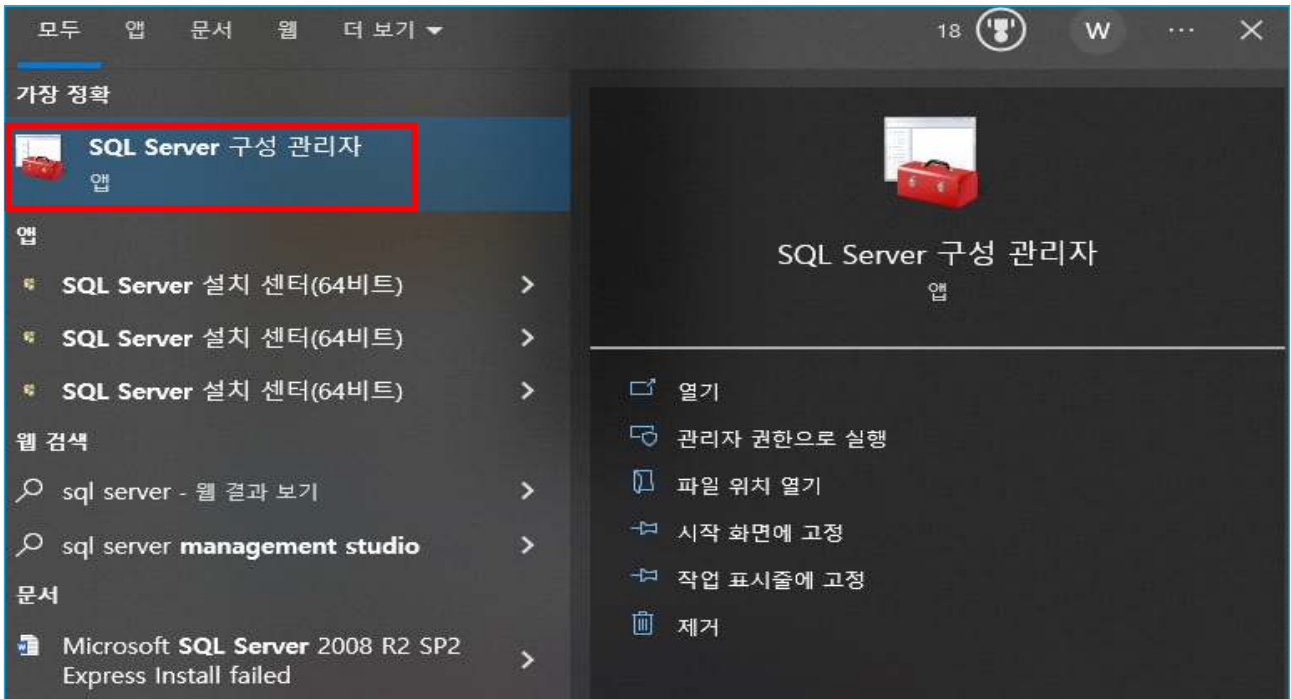 모두 앱 문서 웹 더 보기
18 W
가장 정확
SQL Server 구성 관리자
앱
앱
SQL Server 설치 센터(64비트)
SQL Server 설치 센터(64비트)
SQL Server 설치 센터(64비트)
웹 검색
sql server - 웹 결과 보기
sql server management studio
문서
Microsoft SQL Server 2008 R2 SP2
Express Install failed
SQL Server 구성 관리자
앱
열기
관리자 권한으로 실행
파일 위치 열기
시작 화면에 고정
작업 표시줄에 고정
제거